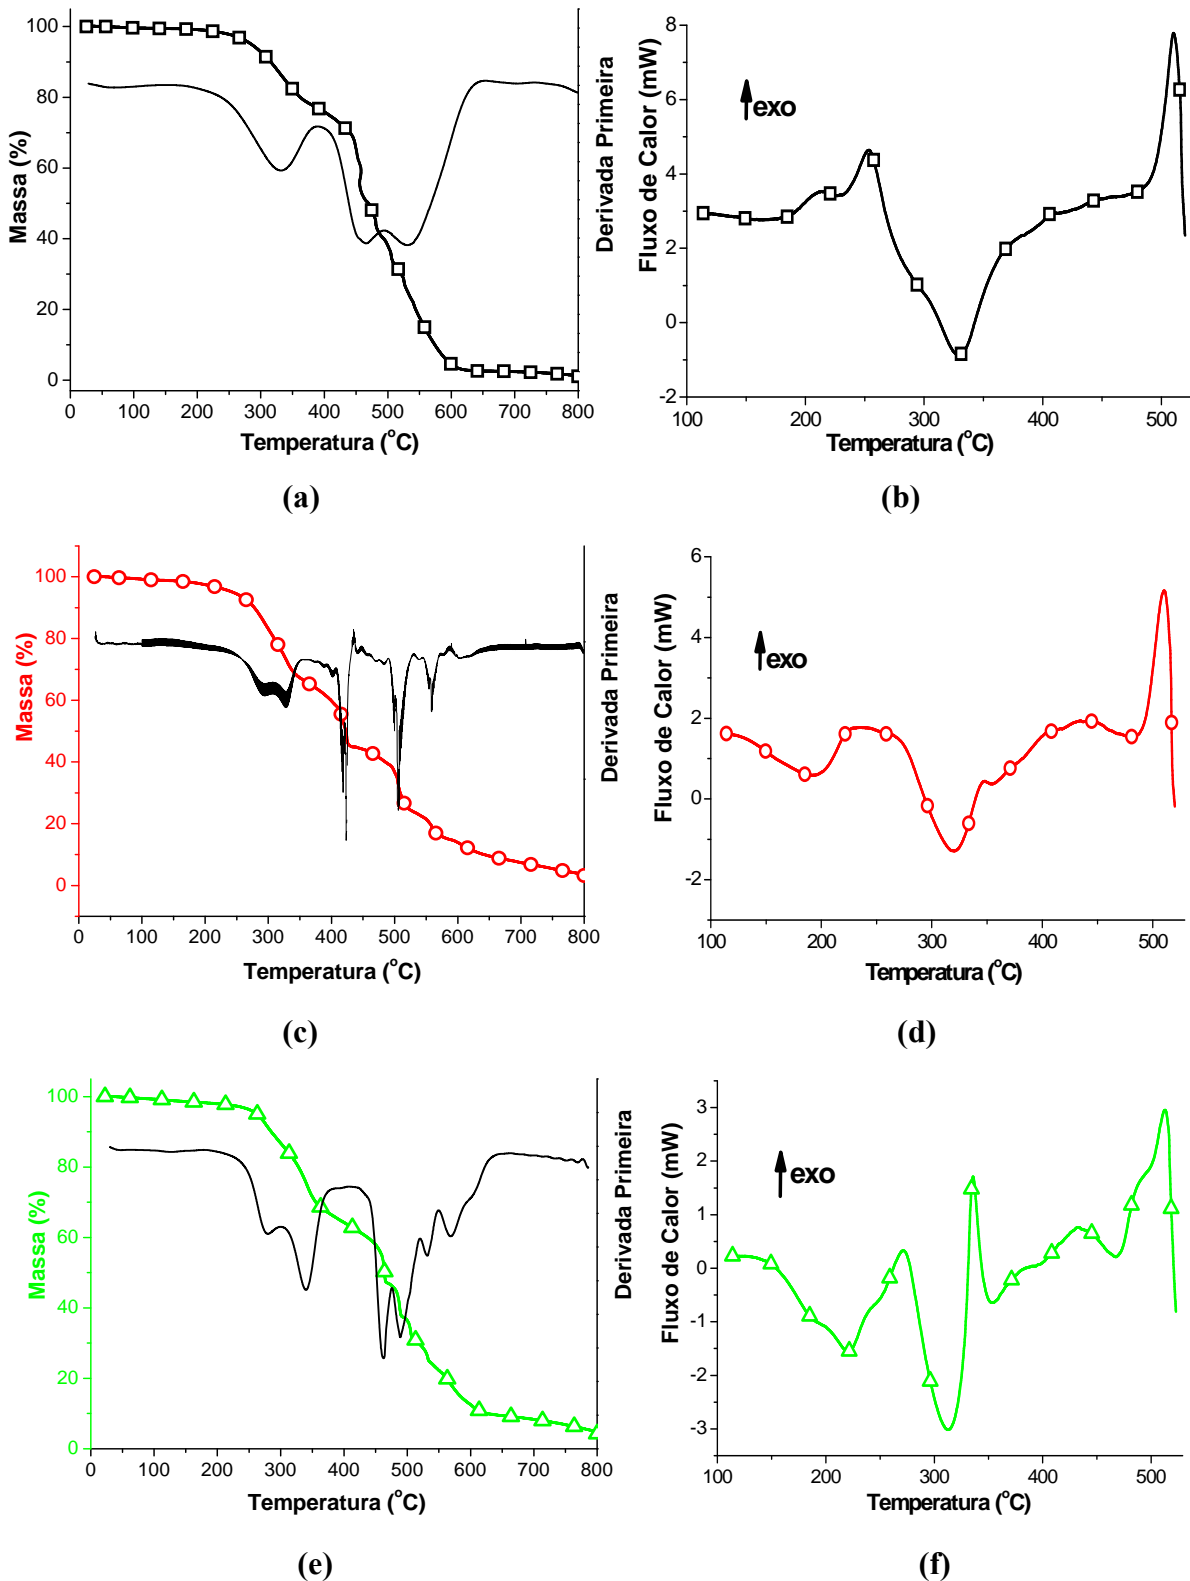 100
80
60
40
20
0
Massa (%)
0 100 200 300 400 500 600 700 800
Temperatura (°C)
Derivada Primeira
(a)
8
6
4
2
0
-2
Fluxo de Calor (mW)
exo
100 200 300 400 500
Temperatura (°C)
(b)
100
80
60
40
20
0
Massa (%)
0 100 200 300 400 500 600 700 800
Temperatura (°C)
Derivada Primeira
(c)
6
4
2
0
-2
Fluxo de Calor (mW)
exo
100 200 300 400 500
Temperatura (°C)
(d)
100
80
60
40
20
0
Massa (%)
0 100 200 300 400 500 600 700 800
Temperatura (°C)
Derivada Primeira
(e)
3
2
1
0
-1
-2
-3
Fluxo de Calor (mW)
exo
100 200 300 400 500
Temperatura (°C)
(f)